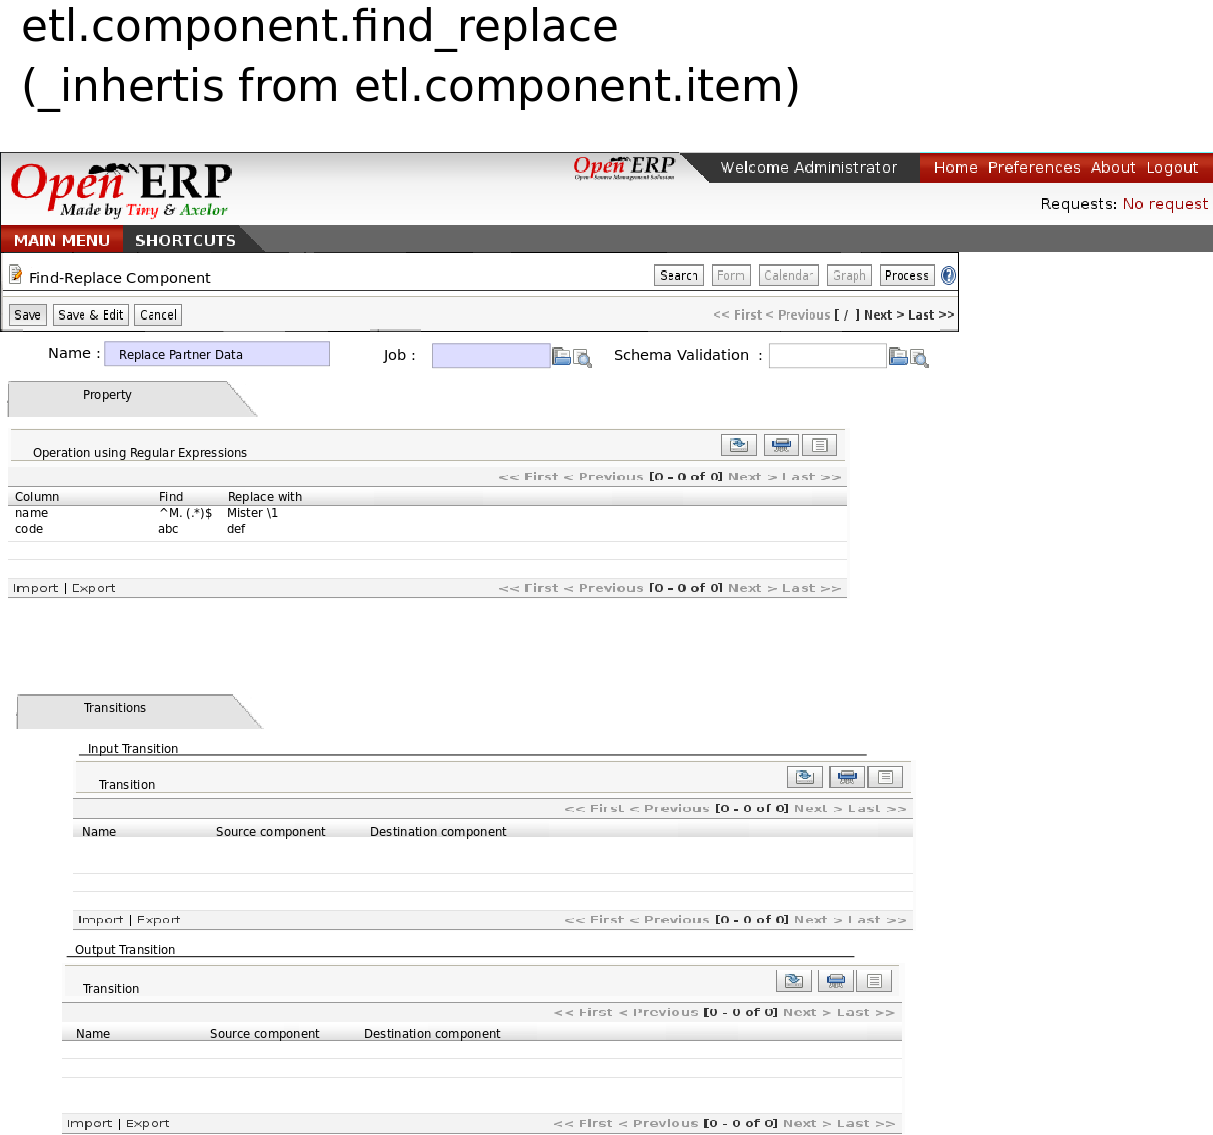 etl.component.find_replace
(_inhertis from etl.component.item)
Open ERP
Made by Tiny & Axelor
Open ERP
Welcome Administrator
Home Preferences About Logout
Requests: No request
MAIN MENU SHORTCUTS
Find-Replace Component
Search Form Calendar Graph Process ?
Save Save & Edit Cancel
<< First < Previous [ / ] Next > Last >>
Name : Replace Partner Data Job : Schema Validation :
Property
Operation using Regular Expressions
<< First < Previous [0 - 0 of 0] Next > Last >>
Column Find Replace with
name ^M. (.*)$ Mister \1
code abc def
Import | Export << First < Previous [0 - 0 of 0] Next > Last >>
Transitions
Input Transition
Transition
<< First < Previous [0 - 0 of 0] Next > Last >>
Name Source component Destination component
Import | Export << First < Previous [0 - 0 of 0] Next > Last >>
Output Transition
Transition
<< First < Previous [0 - 0 of 0] Next > Last >>
Name Source component Destination component
Import | Export << First < Previous [0 - 0 of 0] Next > Last >>